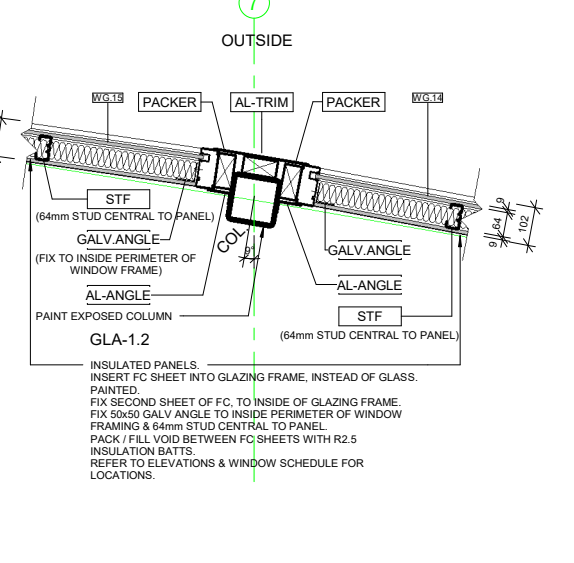 7
OUTSIDE
WG.15
PACKER
AL-TRIM
PACKER
WG.14
STF
(64mm STUD CENTRAL TO PANEL)
GALV.ANGLE
(FIX TO INSIDE PERIMETER OF
WINDOW FRAME)
COL.
9°
GALV.ANGLE
AL-ANGLE
AL-ANGLE
PAINT EXPOSED COLUMN
STF
(64mm STUD CENTRAL TO PANEL)
9
64
9
102
GLA-1.2
INSULATED PANELS.
INSERT FC SHEET INTO GLAZING FRAME, INSTEAD OF GLASS.
PAINTED.
FIX SECOND SHEET OF FC, TO INSIDE OF GLAZING FRAME.
FIX 50x50 GALV ANGLE TO INSIDE PERIMETER OF WINDOW
FRAMING & 64mm STUD CENTRAL TO PANEL.
PACK / FILL VOID BETWEEN FC SHEETS WITH R2.5
INSULATION BATTS.
REFER TO ELEVATIONS & WINDOW SCHEDULE FOR
LOCATIONS.